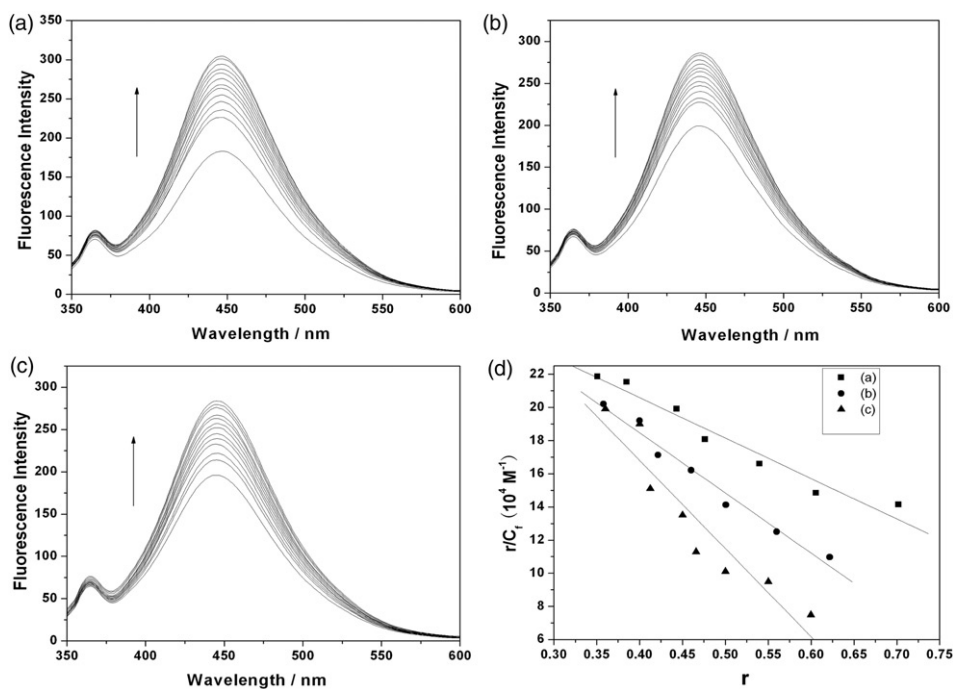 (a)
Fluorescence Intensity
350
300
250
200
150
100
50
0
350 400 450 500 550 600
Wavelength / nm
(b)
Fluorescence Intensity
350
300
250
200
150
100
50
0
350 400 450 500 550 600
Wavelength / nm
(c)
Fluorescence Intensity
300
250
200
150
100
50
0
350 400 450 500 550 600
Wavelength / nm
(d)
r/Cf (10⁴ M⁻¹)
22
20
18
16
14
12
10
8
6
0.30 0.35 0.40 0.45 0.50 0.55 0.60 0.65 0.70 0.75
r
(a)
(b)
(c)